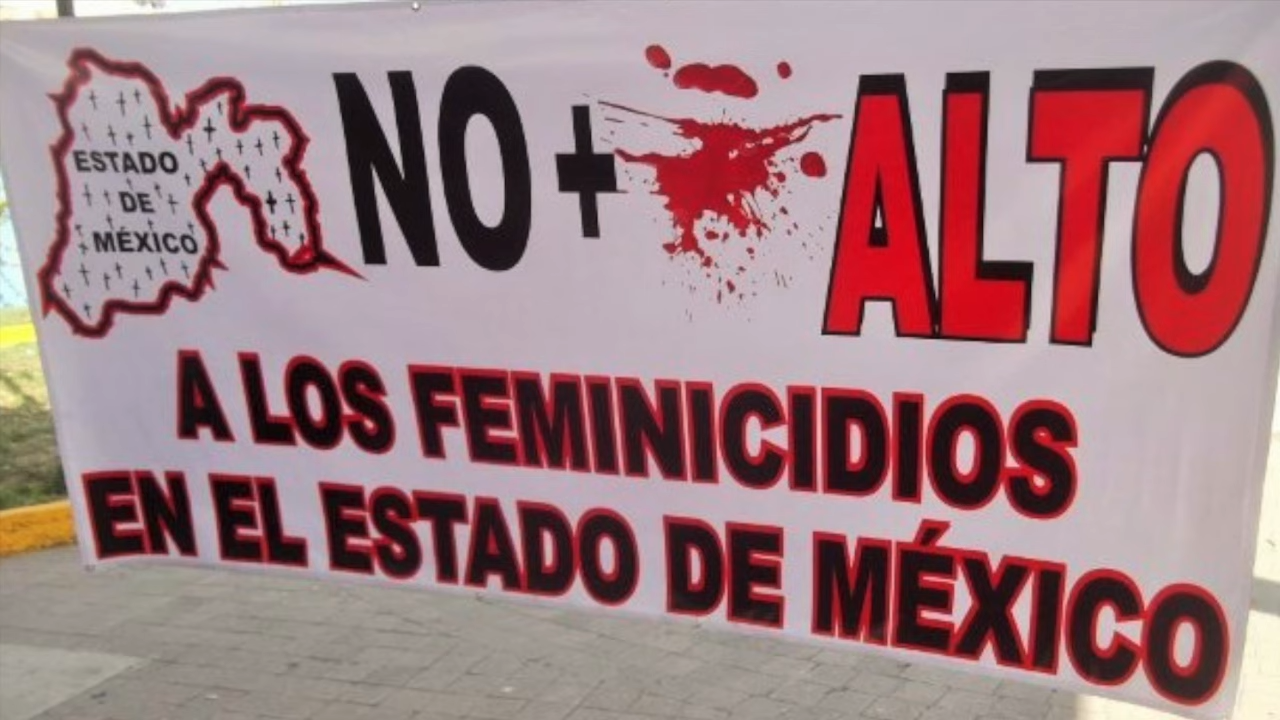 ESTADO
DE
MÉXICO
NO + ALTO
A LOS FEMINICIDIOS
EN EL ESTADO DE MÉXICO